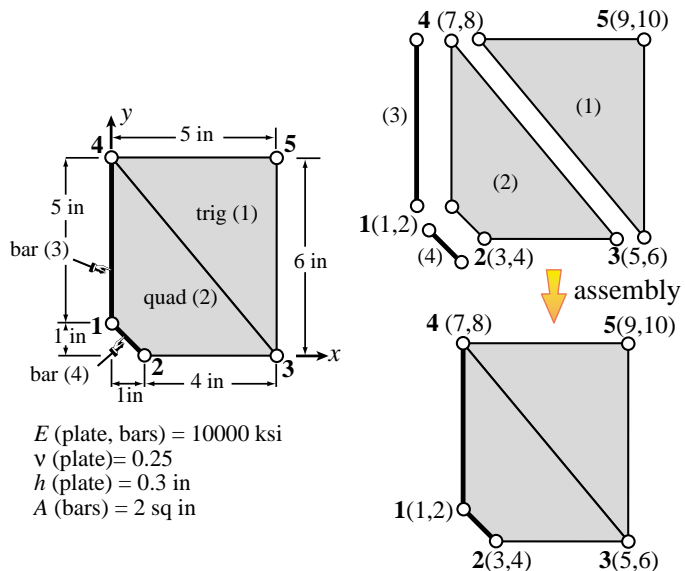 4 (7,8)
5(9,10)
(3)
(1)
(2)
1(1,2)
(4)
2(3,4)
3(5,6)
assembly
4 (7,8)
5(9,10)
1(1,2)
2(3,4)
3(5,6)
y
4
5 in
5
5 in
trig (1)
bar (3)
6 in
quad (2)
1
1 in
2
3
x
bar (4)
1in
4 in
E (plate, bars) = 10000 ksi
ν (plate)= 0.25
h (plate) = 0.3 in
A (bars) = 2 sq in